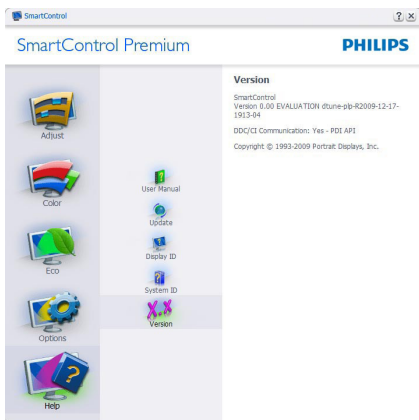 SmartControl
? X
SmartControl Premium
PHILIPS
Adjust
Color
Eco
Options
Help
User Manual
Update
Display ID
System ID
X.X
Version
Version
SmartControl
Version 0.00 EVALUATION dtune-plp-R2009-12-17-
1913-04
DDC/CI Communication: Yes - PDI API
Copyright © 1993-2009 Portrait Displays, Inc.